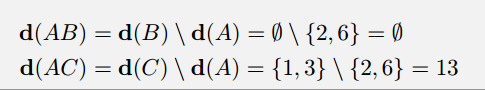 d(AB) = d(B) \ d(A) = ∅ \ {2, 6} = ∅
d(AC) = d(C) \ d(A) = {1, 3} \ {2, 6} = 13